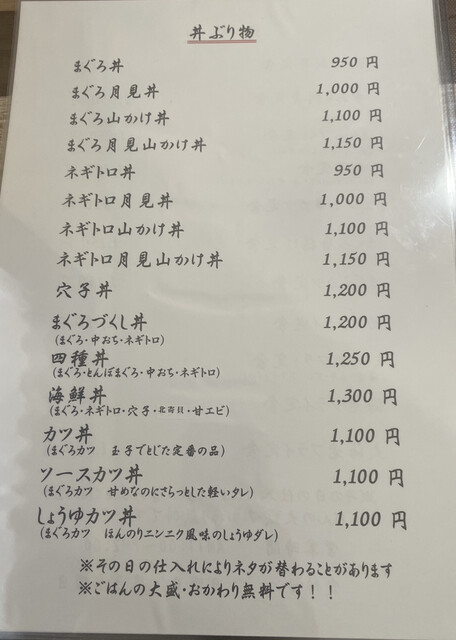 丼ぶり物
まぐろ丼 950 円
まぐろ月見丼 1,000 円
まぐろ山かけ丼 1,100 円
まぐろ月見山かけ丼 1,150 円
ネギトロ丼 950 円
ネギトロ月見丼 1,000 円
ネギトロ山かけ丼 1,100 円
ネギトロ月見山かけ丼 1,150 円
穴子丼 1,200 円
まぐろづくし丼 1,200 円
(まぐろ・中おち・ネギトロ)
四種丼 1,250 円
(まぐろ・とんぼまぐろ・中おち・ネギトロ)
海鮮丼 1,300 円
(まぐろ・ネギトロ・穴子・北寄貝・甘エビ)
カツ丼 1,100 円
(まぐろカツ 玉子でとじた定番の品)
ソースカツ丼 1,100 円
(まぐろカツ 甘めなのにさらっとした軽いタレ)
しょうゆカツ丼 1,100 円
(まぐろカツ ほんのりニンニク風味のしょうゆダレ)
※その日の仕入れによりネタが替わることがあります
※ごはんの大盛・おかわり無料です！！